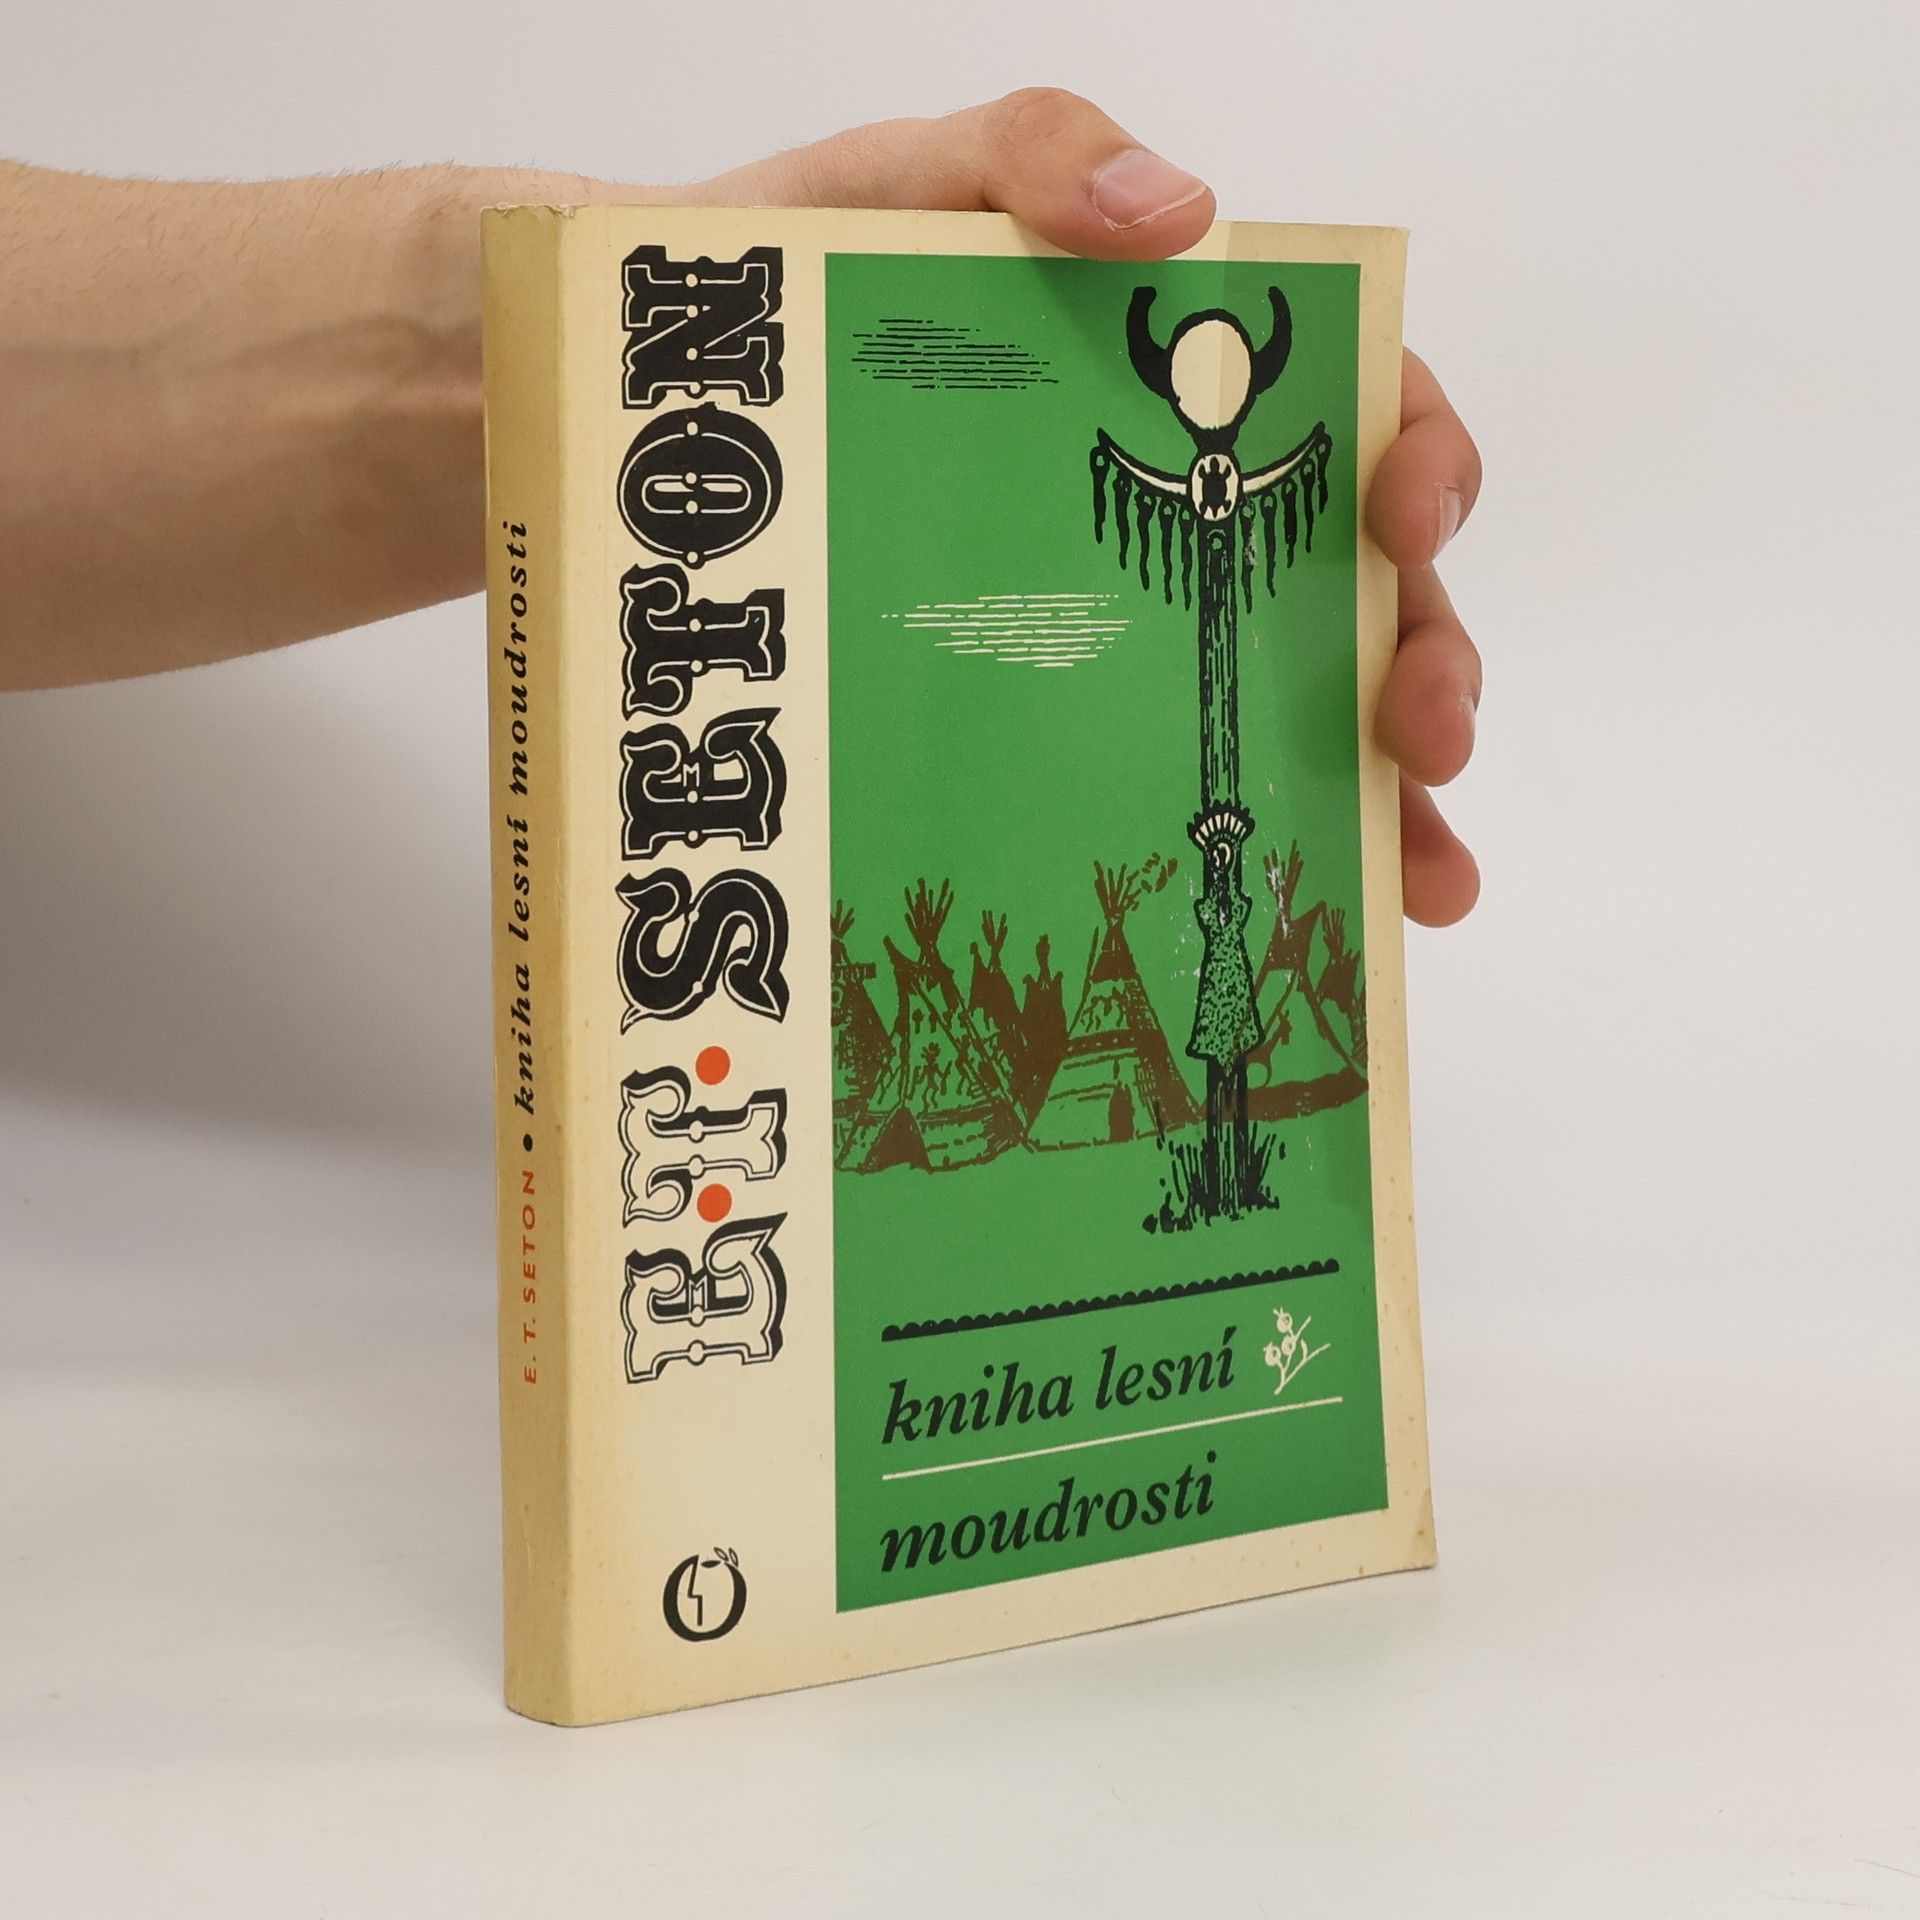 E. T. SETON • kniha lesní moudrosti
E.T. SETON
kniha lesní
moudrosti